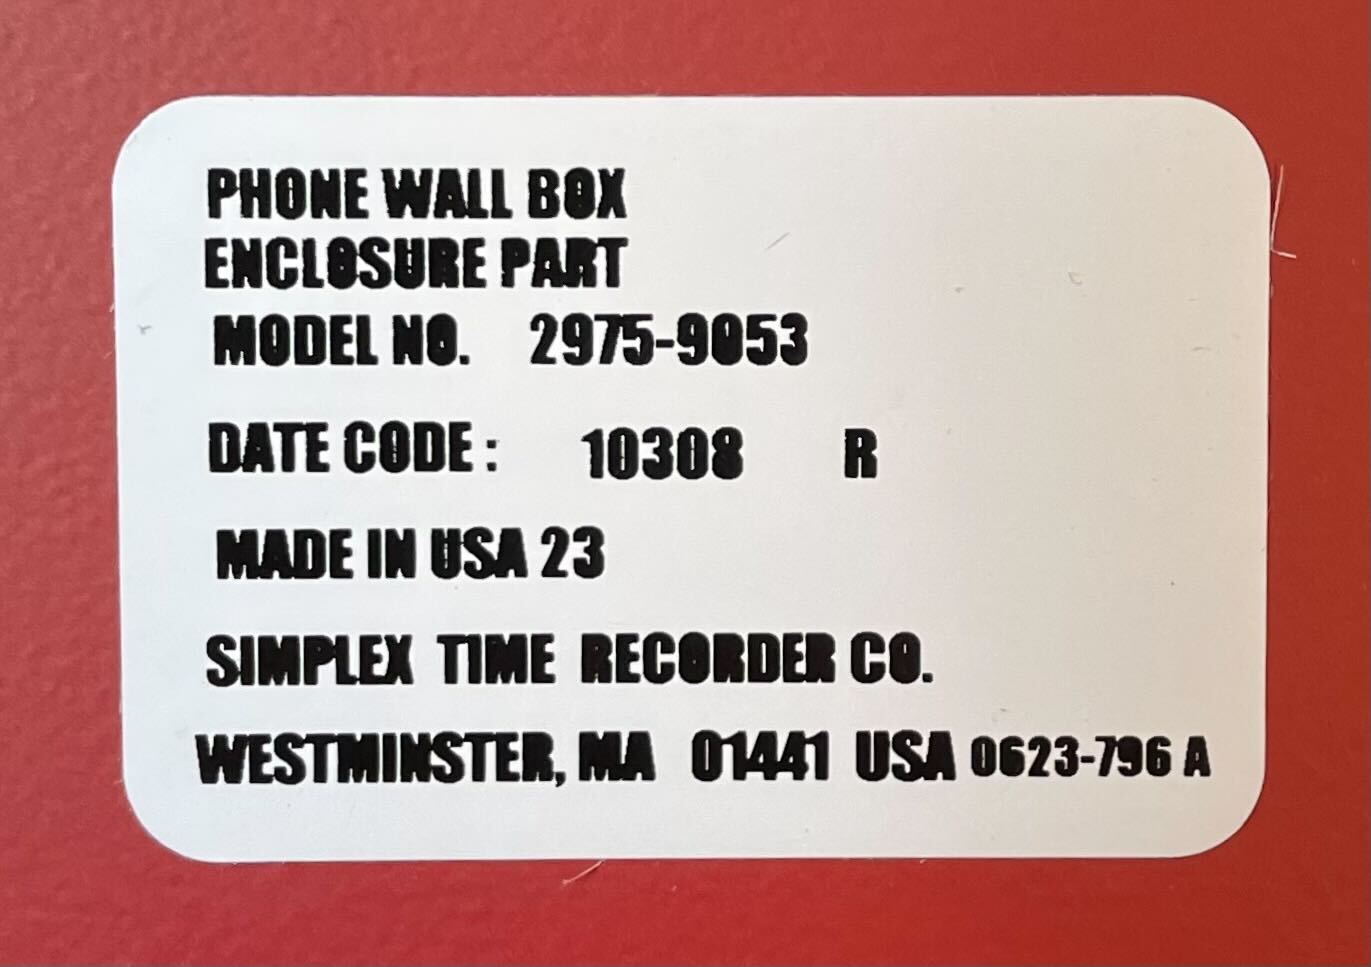 PHONE WALL BOX
ENCLOSURE PART
MODEL NO. 2975-9053
DATE CODE: 10308 R
MADE IN USA 23
SIMPLEX TIME RECORDER CO.
WESTMINSTER, MA 01441 USA 0623-796 A